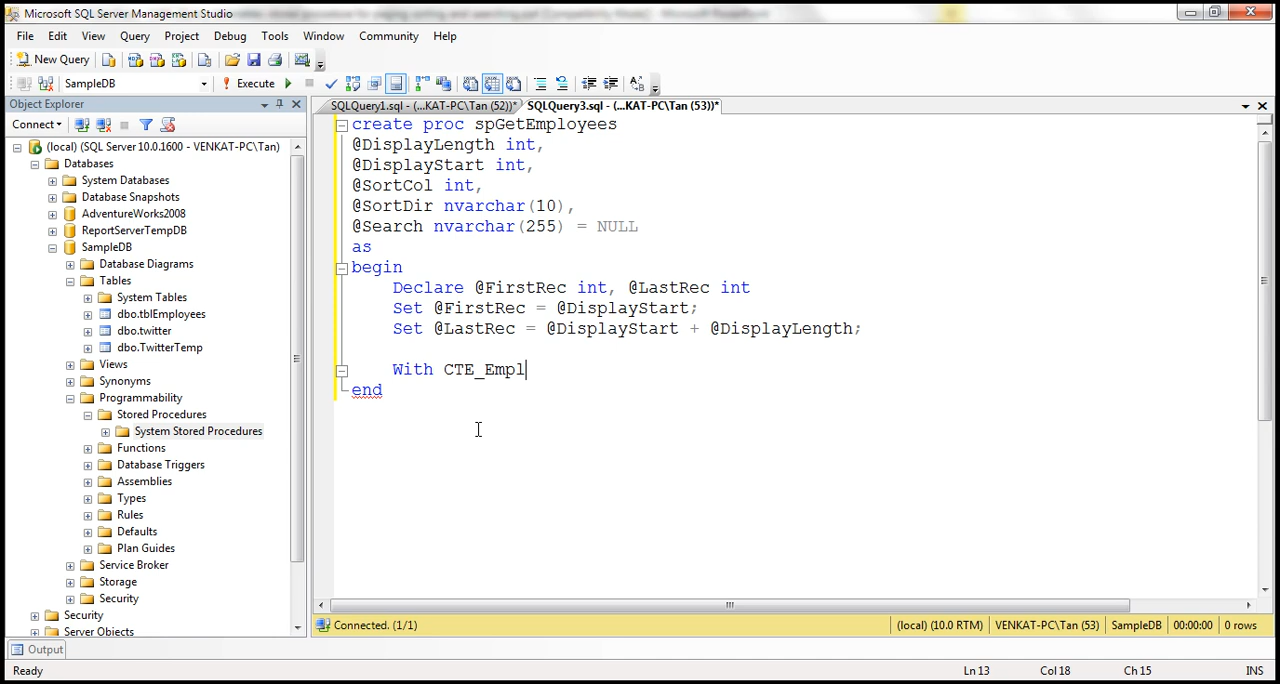 Microsoft SQL Server Management Studio
File Edit View Query Project Debug Tools Window Community Help
New Query
SampleDB Execute
Object Explorer
SQLQuery1.sql - (...KAT-PC\Tan (52))* SQLQuery3.sql - (...KAT-PC\Tan (53))*
Connect
(local) (SQL Server 10.0.1600 - VENKAT-PC\Tan)
Databases
System Databases
Database Snapshots
AdventureWorks2008
ReportServerTempDB
SampleDB
Database Diagrams
Tables
System Tables
dbo.tblEmployees
dbo.twitter
dbo.TwitterTemp
Views
Synonyms
Programmability
Stored Procedures
System Stored Procedures
Functions
Database Triggers
Assemblies
Types
Rules
Defaults
Plan Guides
Service Broker
Storage
Security
Security
Server Objects
create proc spGetEmployees
@DisplayLength int,
@DisplayStart int,
@SortCol int,
@SortDir nvarchar(10),
@Search nvarchar(255) = NULL
as
begin
Declare @FirstRec int, @LastRec int
Set @FirstRec = @DisplayStart;
Set @LastRec = @DisplayStart + @DisplayLength;
With CTE_Empl
end
Connected. (1/1) (local) (10.0 RTM) VENKAT-PC\Tan (53) SampleDB 00:00:00 0 rows
Output
Ready Ln 13 Col 18 Ch 15 INS